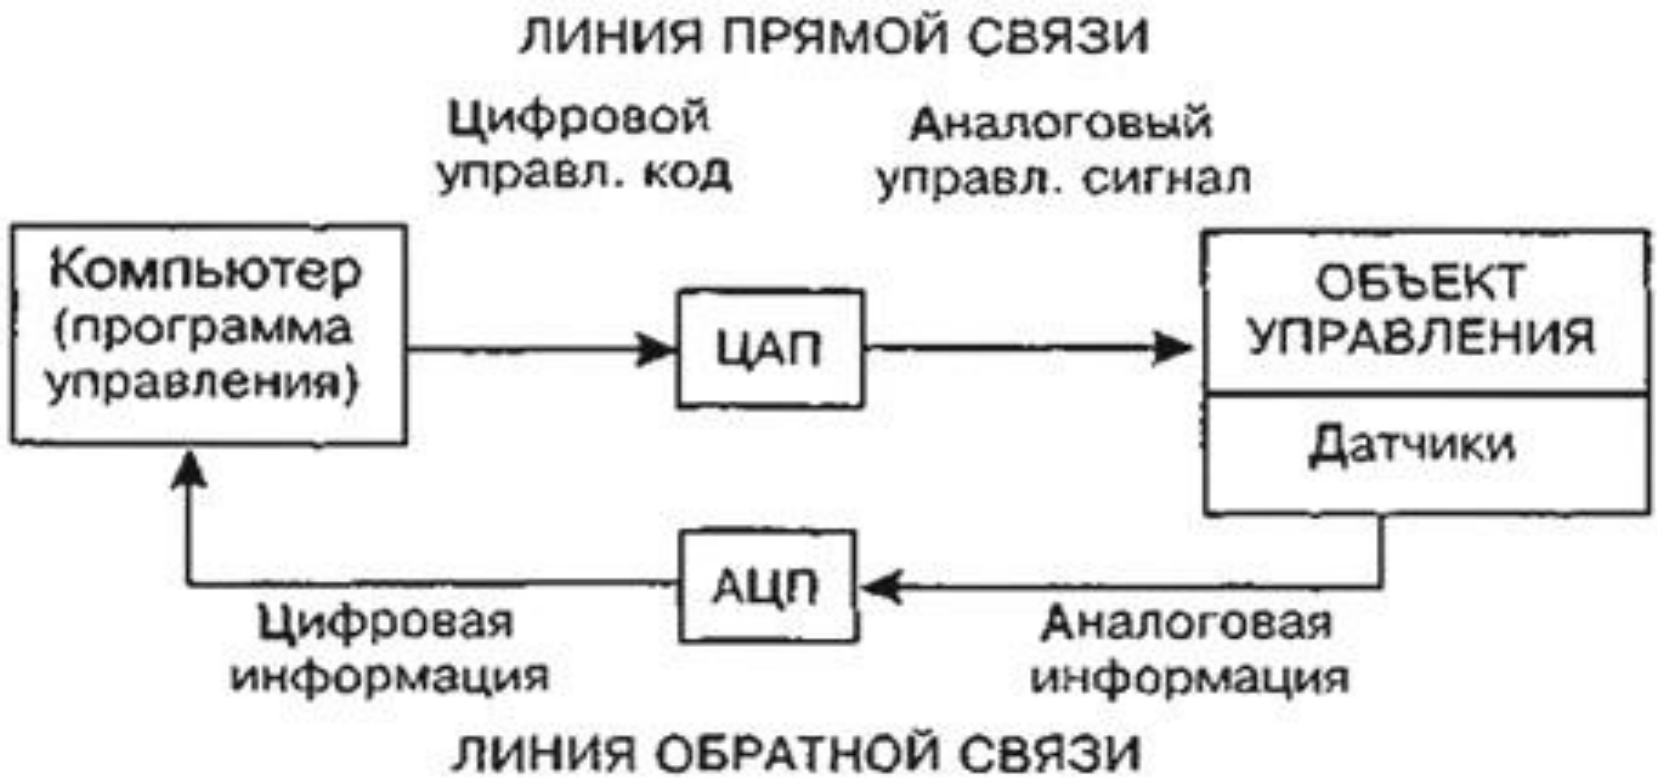 ЛИНИЯ ПРЯМОЙ СВЯЗИ
Цифровой
управл. код
Аналоговый
управл. сигнал
Компьютер
(программа
управления)
ЦАП
ОБЪЕКТ
УПРАВЛЕНИЯ
Датчики
АЦП
Цифровая
информация
Аналоговая
информация
ЛИНИЯ ОБРАТНОЙ СВЯЗИ